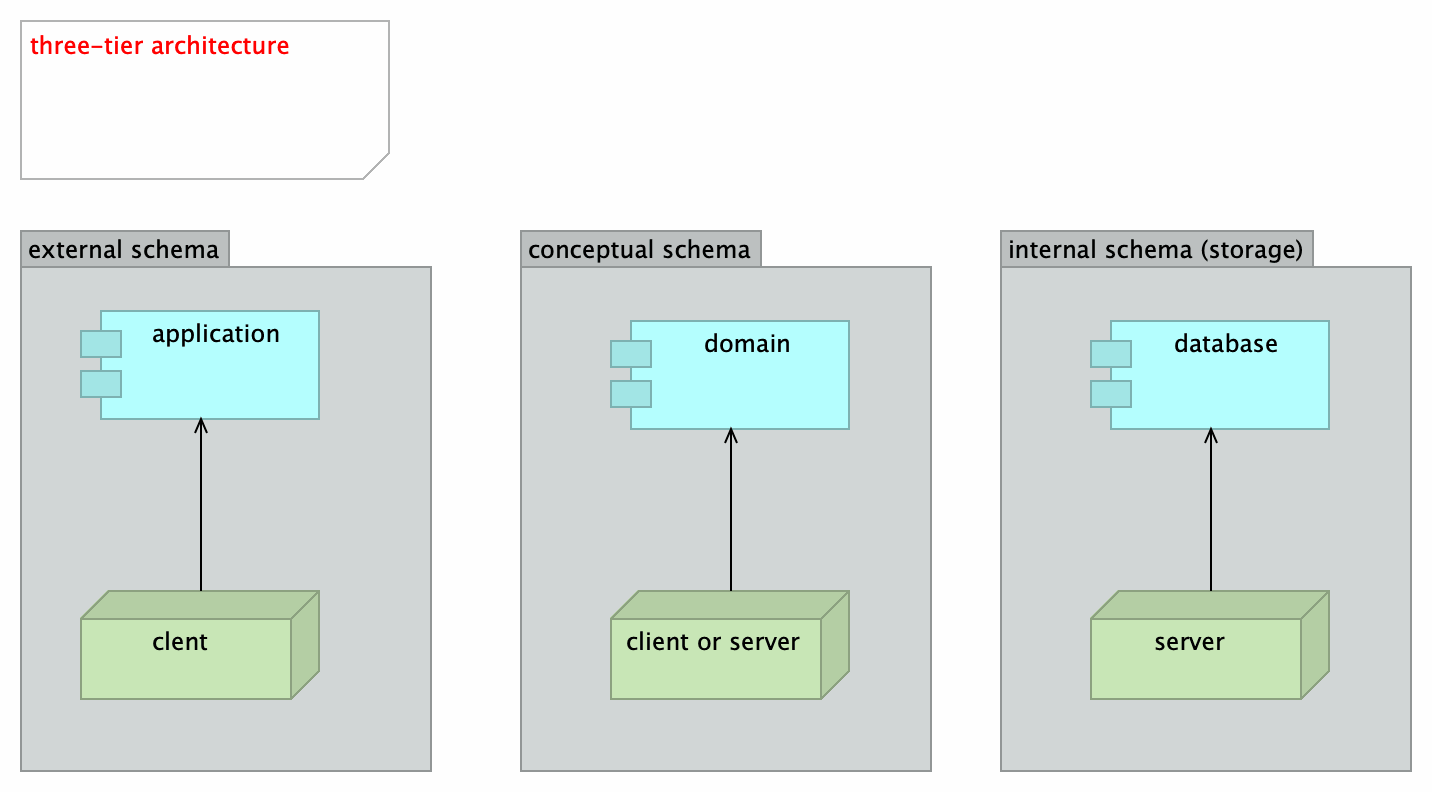 three-tier architecture
external schema
conceptual schema
internal schema (storage)
application
domain
database
clent
client or server
server